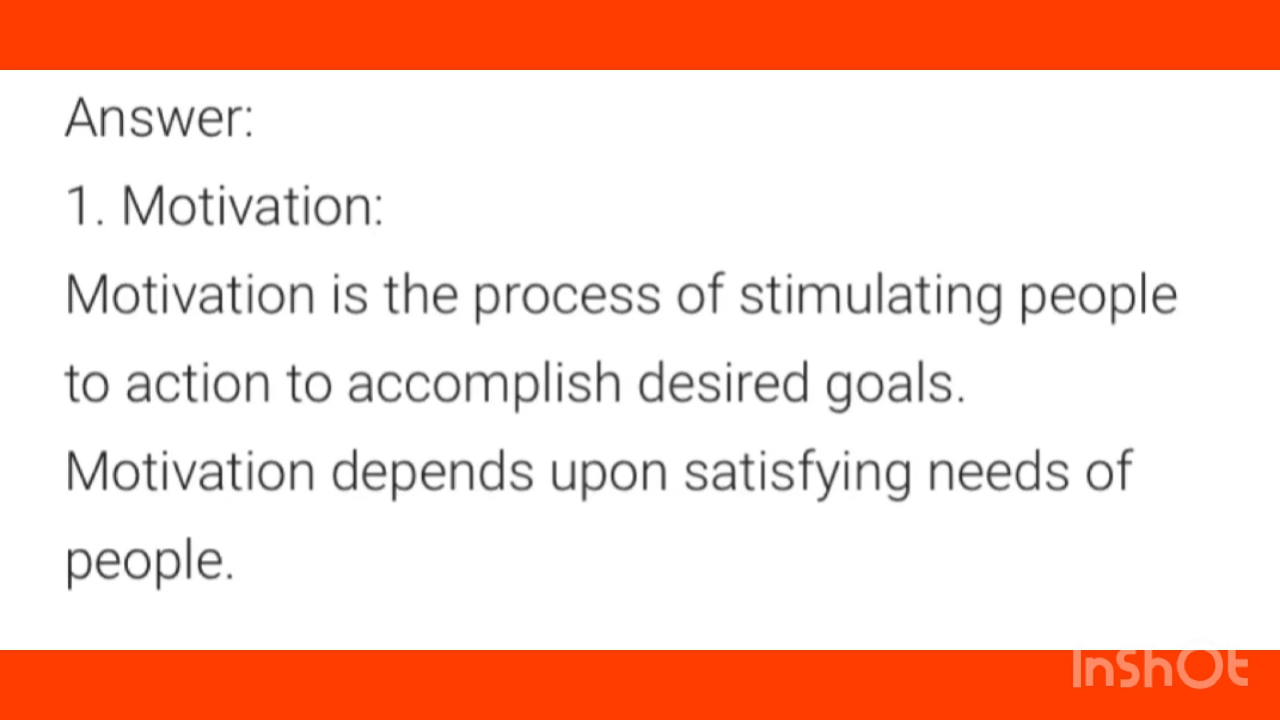 Answer:
1. Motivation:
Motivation is the process of stimulating people
to action to accomplish desired goals.
Motivation depends upon satisfying needs of
people.
InShOt